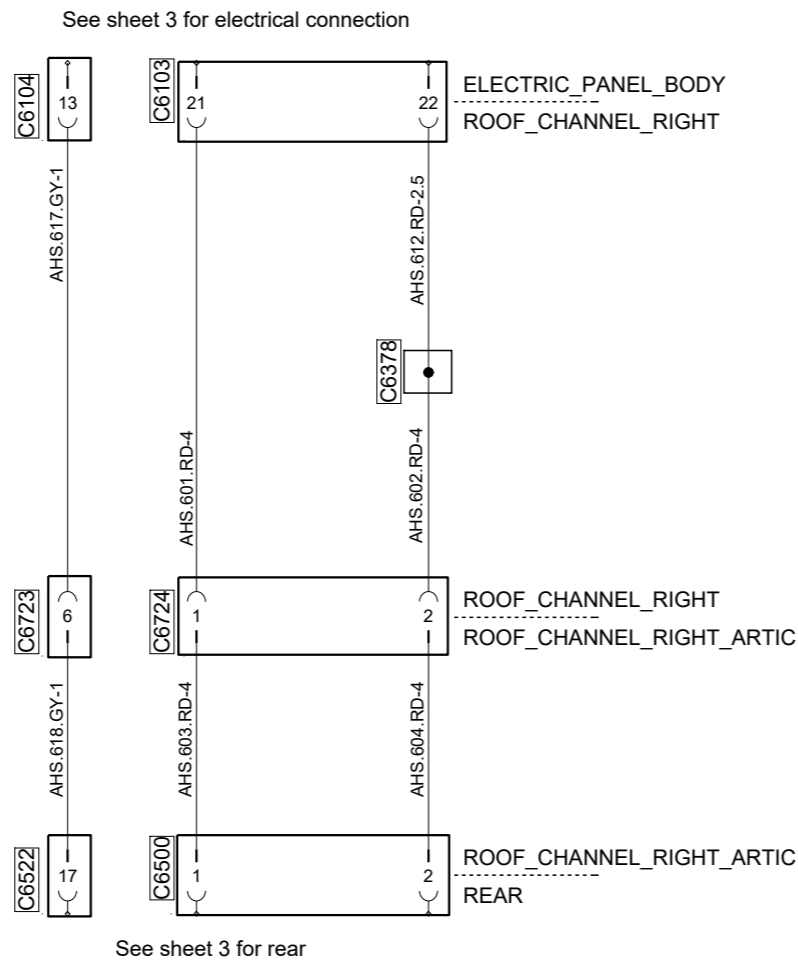 See sheet 3 for electrical connection
C6104
13
C6103
21
22
ELECTRIC_PANEL_BODY
ROOF_CHANNEL_RIGHT
AHS.617.GY-1
AHS.612.RD-2.5
C6378
AHS.601.RD-4
AHS.602.RD-4
C6723
6
C6724
1
2
ROOF_CHANNEL_RIGHT
ROOF_CHANNEL_RIGHT_ARTIC
AHS.618.GY-1
AHS.603.RD-4
AHS.604.RD-4
C6522
17
C6500
1
2
ROOF_CHANNEL_RIGHT_ARTIC
REAR
See sheet 3 for rear